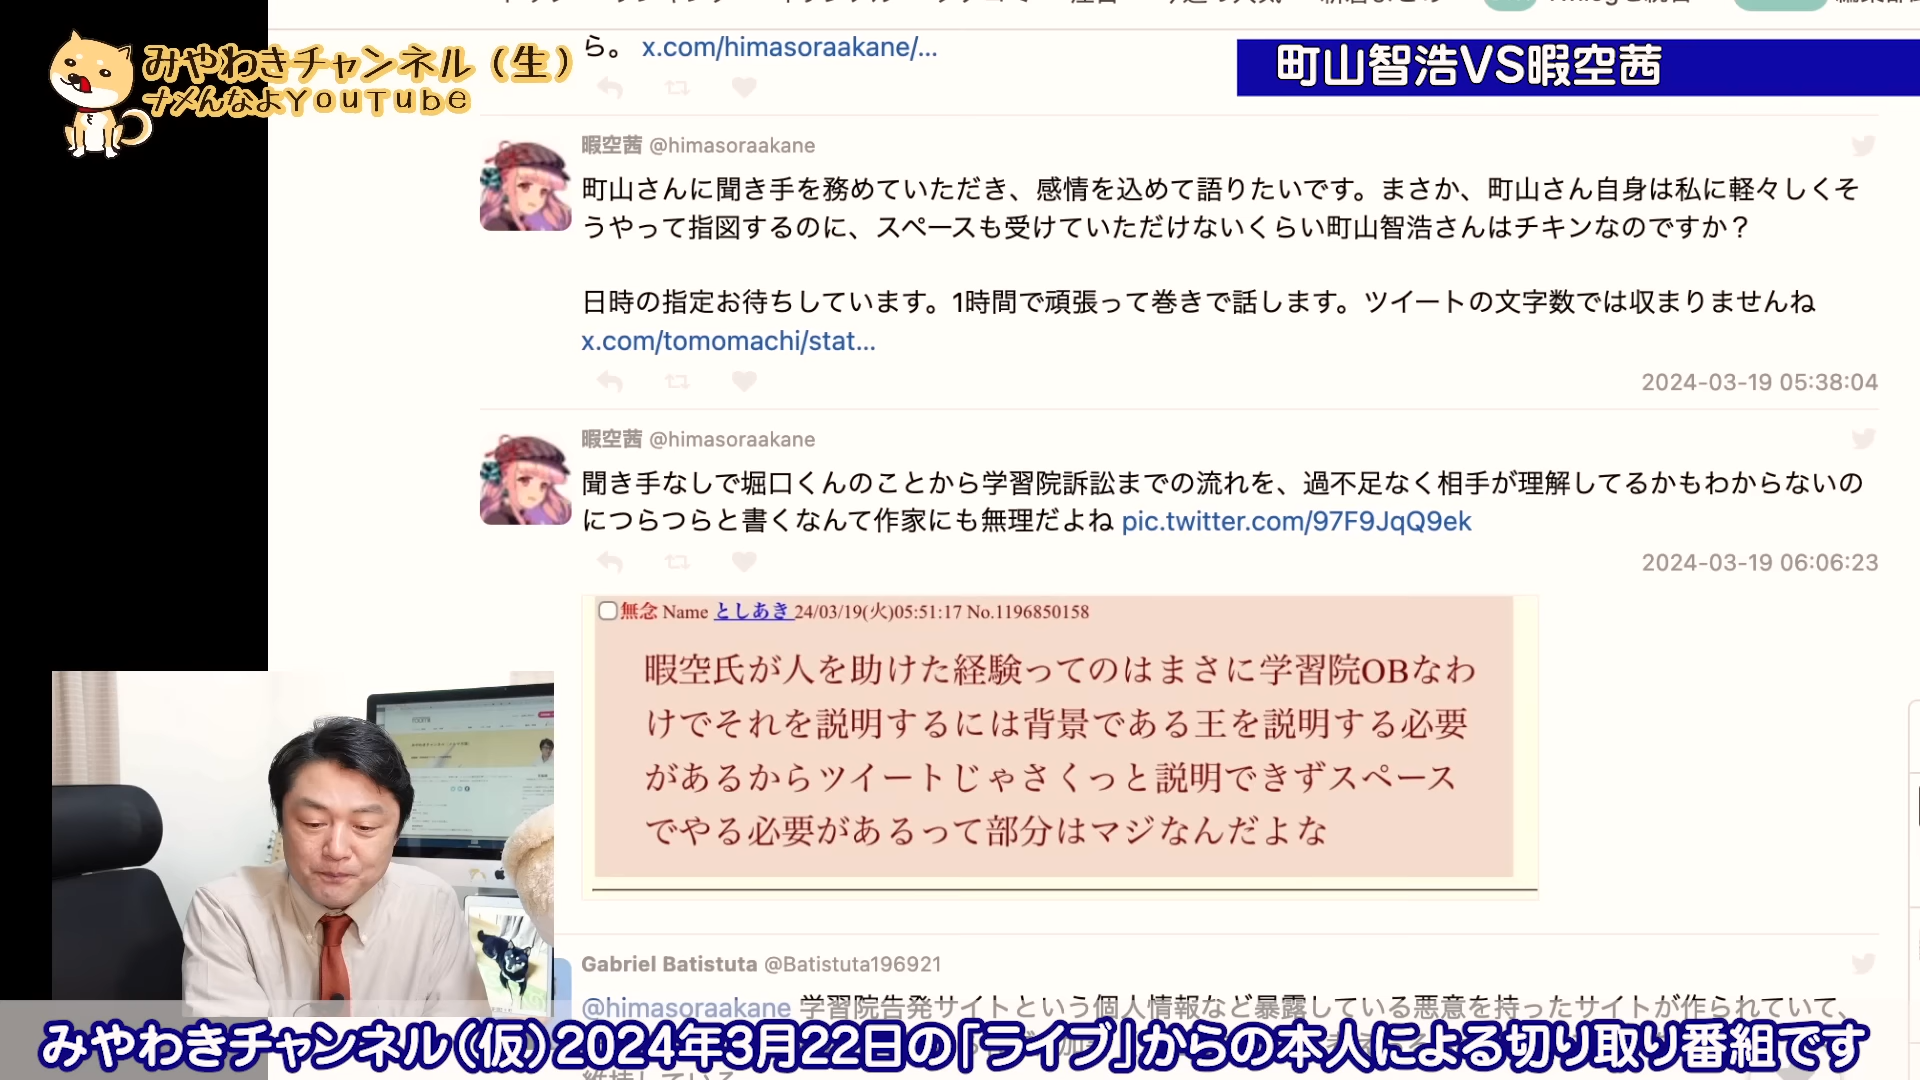 みやわきチャンネル（生）
ナメんなよYouTube
町山智浩VS暇空茜
ら。 x.com/himasoraakane/...
暇空茜 @himasoraakane
町山さんに聞き手を務めていただき、感情を込めて語りたいです。まさか、町山さん自身は私に軽々しくそ
うやって指図するのに、スペースも受けていただけないくらい町山智浩さんはチキンなのですか？
日時の指定お待ちしています。1時間で頑張って巻きで話します。ツイートの文字数では収まりませんね
x.com/tomomachi/stat...
2024-03-19 05:38:04
暇空茜 @himasoraakane
聞き手なしで堀口くんのことから学習院訴訟までの流れを、過不足なく相手が理解してるかもわからないの
につらつらと書くなんて作家にも無理だよね pic.twitter.com/97F9JqQ9ek
2024-03-19 06:06:23
無念 Name としあき 24/03/19(火)05:51:17 No.1196850158
暇空氏が人を助けた経験ってのはまさに学習院OBなわ
けでそれを説明するには背景である王を説明する必要
があるからツイートじゃさくっと説明できずスペース
でやる必要があるって部分はマジなんだよな
Gabriel Batistuta @Batistuta196921
@himasoraakane 学習院告発サイトという個人情報など暴露している悪意を持ったサイトが作られていて、
みやわきチャンネル（仮）2024年3月22日の「ライブ」からの本人による切り取り番組です